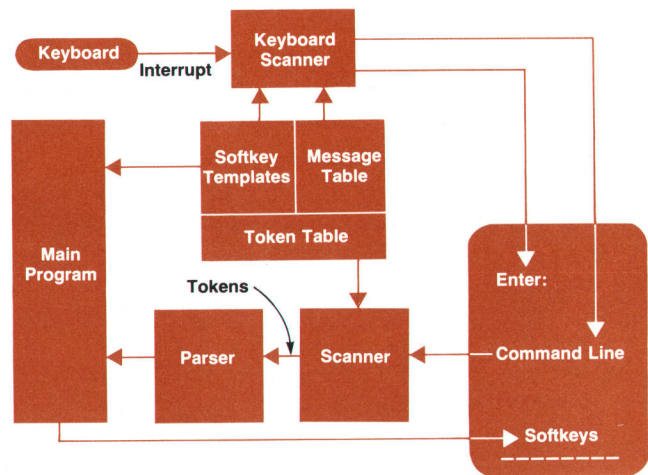 Keyboard
Interrupt
Keyboard
Scanner
Softkey
Templates
Message
Table
Token Table
Main
Program
Tokens
Parser
Scanner
Enter:
Command Line
Softkeys